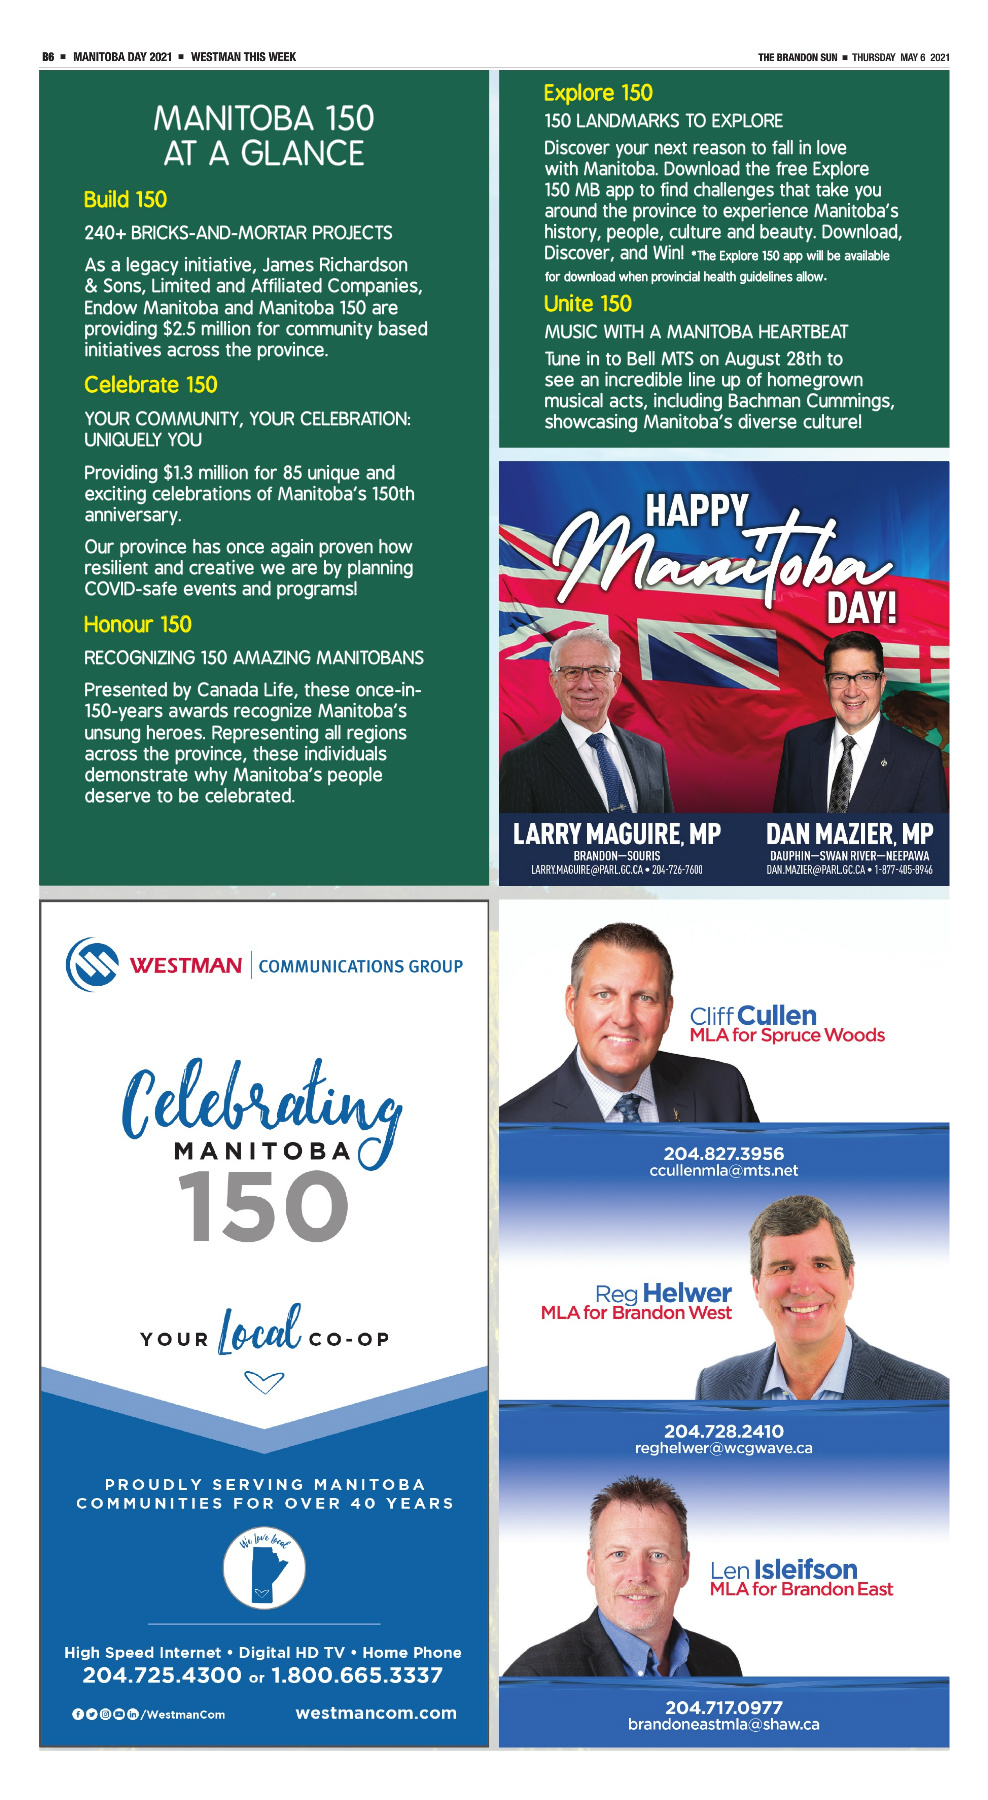 B6 ■ MANITOBA DAY 2021 ■ WESTMAN THIS WEEK
THE BRANDON SUN ■ THURSDAY MAY 6 2021
MANITOBA 150
AT A GLANCE
Build 150
240+ BRICKS-AND-MORTAR PROJECTS
As a legacy initiative, James Richardson
& Sons, Limited and Affiliated Companies,
Endow Manitoba and Manitoba 150 are
providing $2.5 million for community based
initiatives across the province.
Celebrate 150
YOUR COMMUNITY, YOUR CELEBRATION:
UNIQUELY YOU
Providing $1.3 million for 85 unique and
exciting celebrations of Manitoba's 150th
anniversary.
Our province has once again proven how
resilient and creative we are by planning
COVID-safe events and programs!
Honour 150
RECOGNIZING 150 AMAZING MANITOBANS
Presented by Canada Life, these once-in-
150-years awards recognize Manitoba's
unsung heroes. Representing all regions
across the province, these individuals
demonstrate why Manitoba's people
deserve to be celebrated.
Explore 150
150 LANDMARKS TO EXPLORE
Discover your next reason to fall in love
with Manitoba. Download the free Explore
150 MB app to find challenges that take you
around the province to experience Manitoba's
history, people, culture and beauty. Download,
Discover, and Win! *The Explore 150 app will be available
for download when provincial health guidelines allow.
Unite 150
MUSIC WITH A MANITOBA HEARTBEAT
Tune in to Bell MTS on August 28th to
see an incredible line up of homegrown
musical acts, including Bachman Cummings,
showcasing Manitoba's diverse culture!
HAPPY
Manitoba
DAY!
LARRY MAGUIRE, MP
BRANDON—SOURIS
LARRY.MAGUIRE@PARL.GC.CA • 204-726-7600
DAN MAZIER, MP
DAUPHIN—SWAN RIVER—NEEPAWA
DAN.MAZIER@PARL.GC.CA • 1-877-405-8946
WESTMAN | COMMUNICATIONS GROUP
Celebrating
MANITOBA
150
YOUR Local CO-OP
PROUDLY SERVING MANITOBA
COMMUNITIES FOR OVER 40 YEARS
We Love Local
High Speed Internet • Digital HD TV • Home Phone
204.725.4300 or 1.800.665.3337
/WestmanCom
westmancom.com
Cliff Cullen
MLA for Spruce Woods
204.827.3956
ccullenmla@mts.net
Reg Helwer
MLA for Brandon West
204.728.2410
reghelwer@wcgwave.ca
Len Isleifson
MLA for Brandon East
204.717.0977
brandoneastmla@shaw.ca